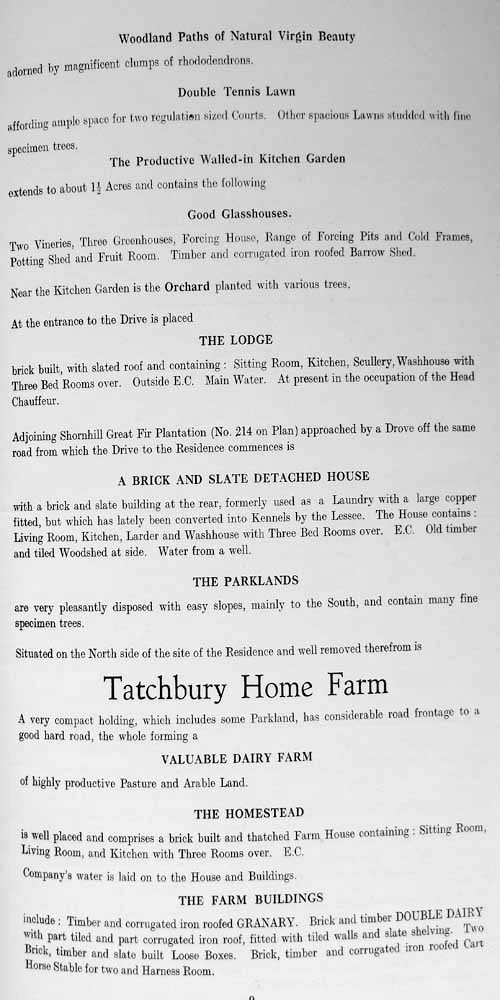 Woodland Paths of Natural Virgin Beauty
adorned by magnificent clumps of rhododendrons.
Double Tennis Lawn
affording ample space for two regulation sized Courts. Other spacious Lawns studded with fine
specimen trees.
The Productive Walled-in Kitchen Garden
extends to about 1½ Acres and contains the following
Good Glasshouses.
Two Vineries, Three Greenhouses, Forcing House, Range of Forcing Pits and Cold Frames,
Potting Shed and Fruit Room. Timber and corrugated iron roofed Barrow Shed.
Near the Kitchen Garden is the Orchard planted with various trees.
At the entrance to the Drive is placed
THE LODGE
brick built, with slated roof and containing : Sitting Room, Kitchen, Scullery, Washhouse with
Three Bed Rooms over. Outside E.C. Main Water. At present in the occupation of the Head
Chauffeur.
Adjoining Shornhill Great Fir Plantation (No. 214 on Plan) approached by a Drove off the same
road from which the Drive to the Residence commences is
A BRICK AND SLATE DETACHED HOUSE
with a brick and slate building at the rear, formerly used as a Laundry with a large copper
fitted, but which has lately been converted into Kennels by the Lessee. The House contains :
Living Room, Kitchen, Larder and Washhouse with Three Bed Rooms over. E.C. Old timber
and tiled Woodshed at side. Water from a well.
THE PARKLANDS
are very pleasantly disposed with easy slopes, mainly to the South, and contain many fine
specimen trees.
Situated on the North side of the site of the Residence and well removed therefrom is
Tatchbury Home Farm
A very compact holding, which includes some Parkland, has considerable road frontage to a
good hard road, the whole forming a
VALUABLE DAIRY FARM
of highly productive Pasture and Arable Land.
THE HOMESTEAD
is well placed and comprises a brick built and thatched Farm House containing : Sitting Room,
Living Room, and Kitchen with Three Rooms over. E.C.
Company's water is laid on to the House and Buildings.
THE FARM BUILDINGS
include : Timber and corrugated iron roofed GRANARY. Brick and timber DOUBLE DAIRY
with part tiled and part corrugated iron roof, fitted with tiled walls and slate shelving. Two
Brick, timber and slate built Loose Boxes. Brick, timber and corrugated iron roofed Cart
Horse Stable for two and Harness Room.